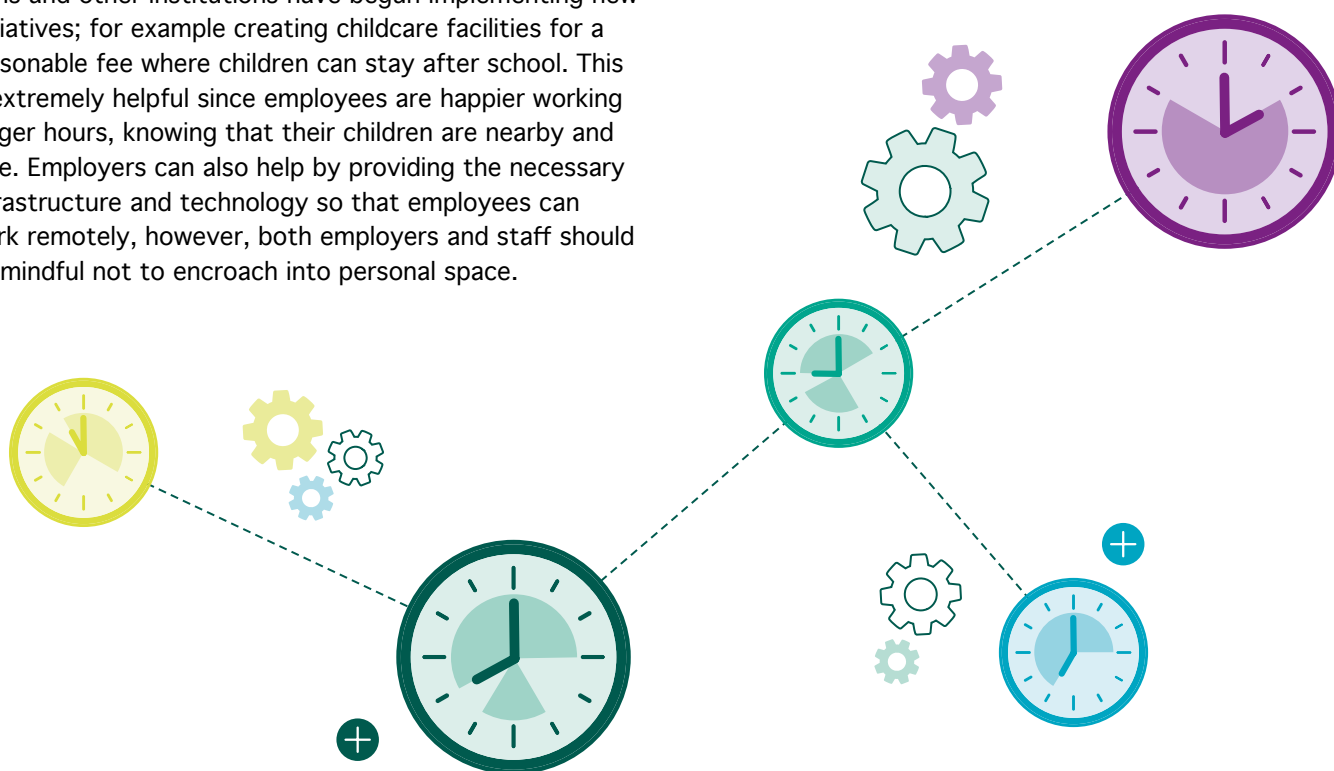 ns and other institutions have begun implementing new
iatives; for example creating childcare facilities for a
sonable fee where children can stay after school. This
extremely helpful since employees are happier working
ger hours, knowing that their children are nearby and
e. Employers can also help by providing the necessary
rastructure and technology so that employees can
rk remotely, however, both employers and staff should
mindful not to encroach into personal space.